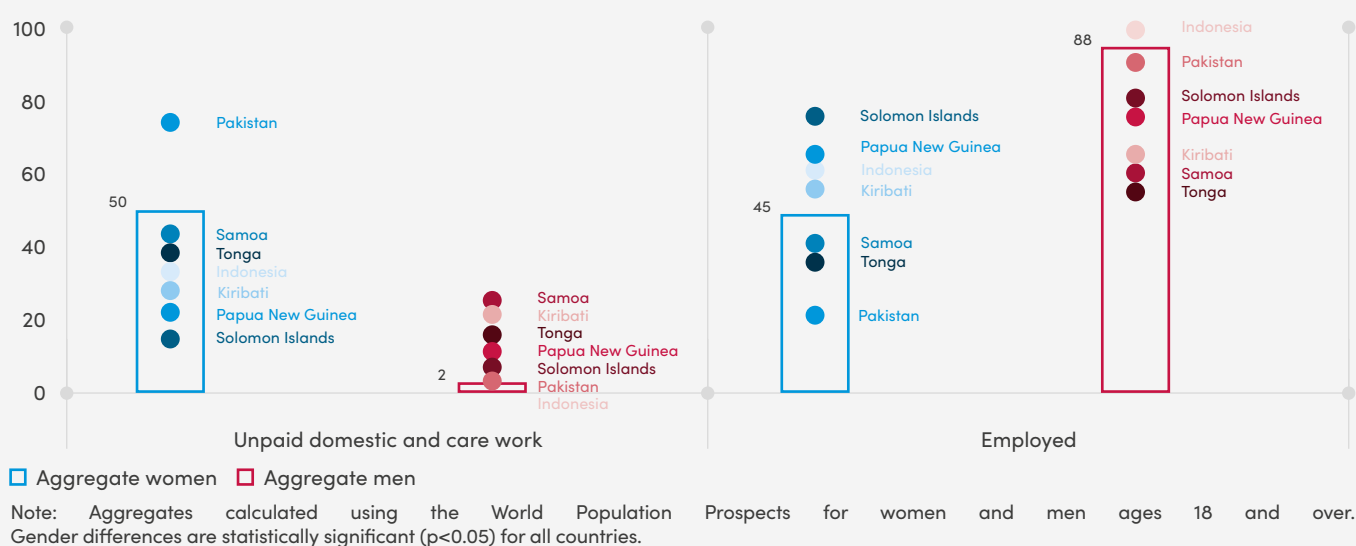 100
80
60
40
20
0
50
Pakistan
Samoa
Tonga
Indonesia
Kiribati
Papua New Guinea
Solomon Islands
2
Samoa
Kiribati
Tonga
Papua New Guinea
Solomon Islands
Pakistan
Indonesia
Unpaid domestic and care work
45
Solomon Islands
Papua New Guinea
Indonesia
Kiribati
Samoa
Tonga
Pakistan
88
Indonesia
Pakistan
Solomon Islands
Papua New Guinea
Kiribati
Samoa
Tonga
Employed
Aggregate women
Aggregate men
Note: Aggregates calculated using the World Population Prospects for women and men ages 18 and over.
Gender differences are statistically significant (p<0.05) for all countries.